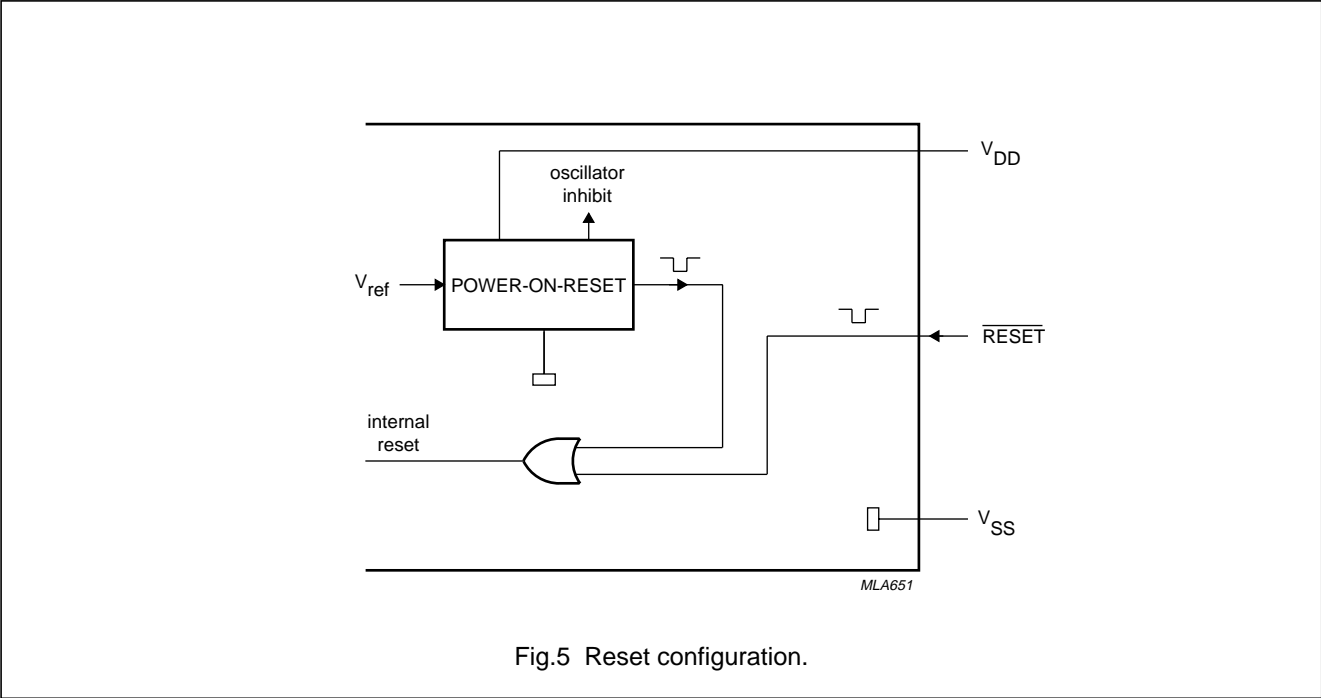 V_DD
oscillator
inhibit
V_ref
POWER-ON-RESET
RESET
internal
reset
V_SS
MLA651
Fig.5 Reset configuration.